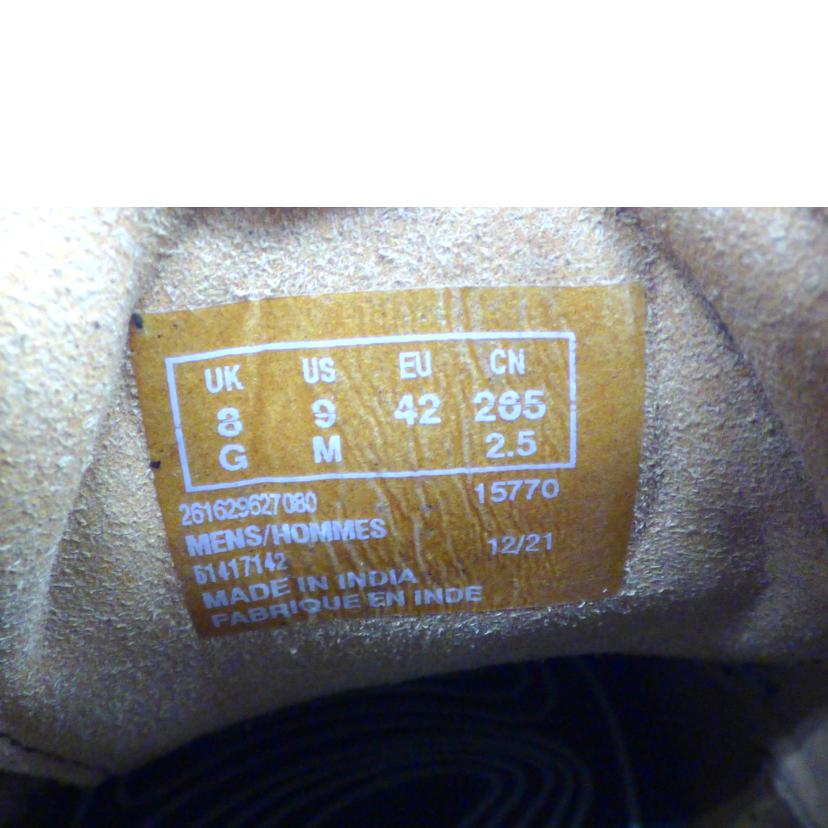 UK US EU CN
8 9 42 265
G M 2.5
261629627080 15770
MENS/HOMMES
61417142 12/21
MADE IN INDIA
FABRIQUE EN INDE